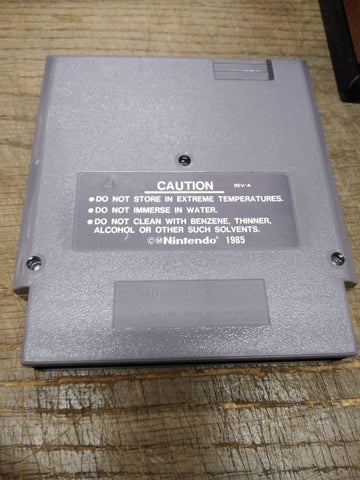 CAUTION REV-A
●DO NOT STORE IN EXTREME TEMPERATURES.
●DO NOT IMMERSE IN WATER.
●DO NOT CLEAN WITH BENZENE, THINNER,
ALCOHOL OR OTHER SUCH SOLVENTS.
©ⓂNintendo® 1985
Nintendo